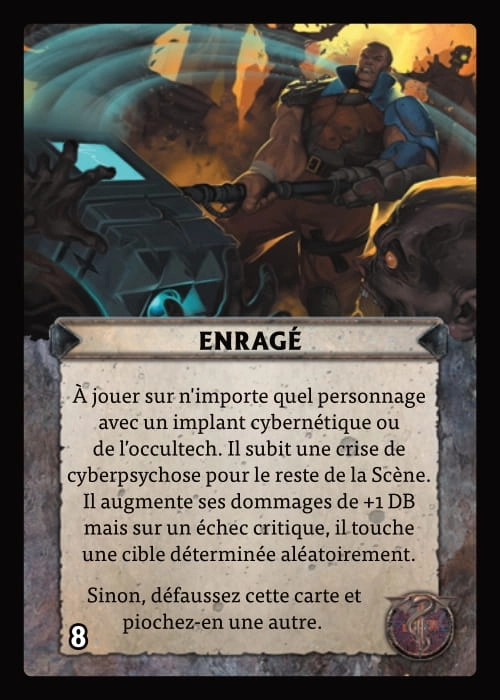 ENRAGÉ
À jouer sur n'importe quel personnage
avec un implant cybernétique ou
de l'occultech. Il subit une crise de
cyberpsychose pour le reste de la Scène.
Il augmente ses dommages de +1 DB
mais sur un échec critique, il touche
une cible déterminée aléatoirement.
Sinon, défaussez cette carte et
piochez-en une autre.
8